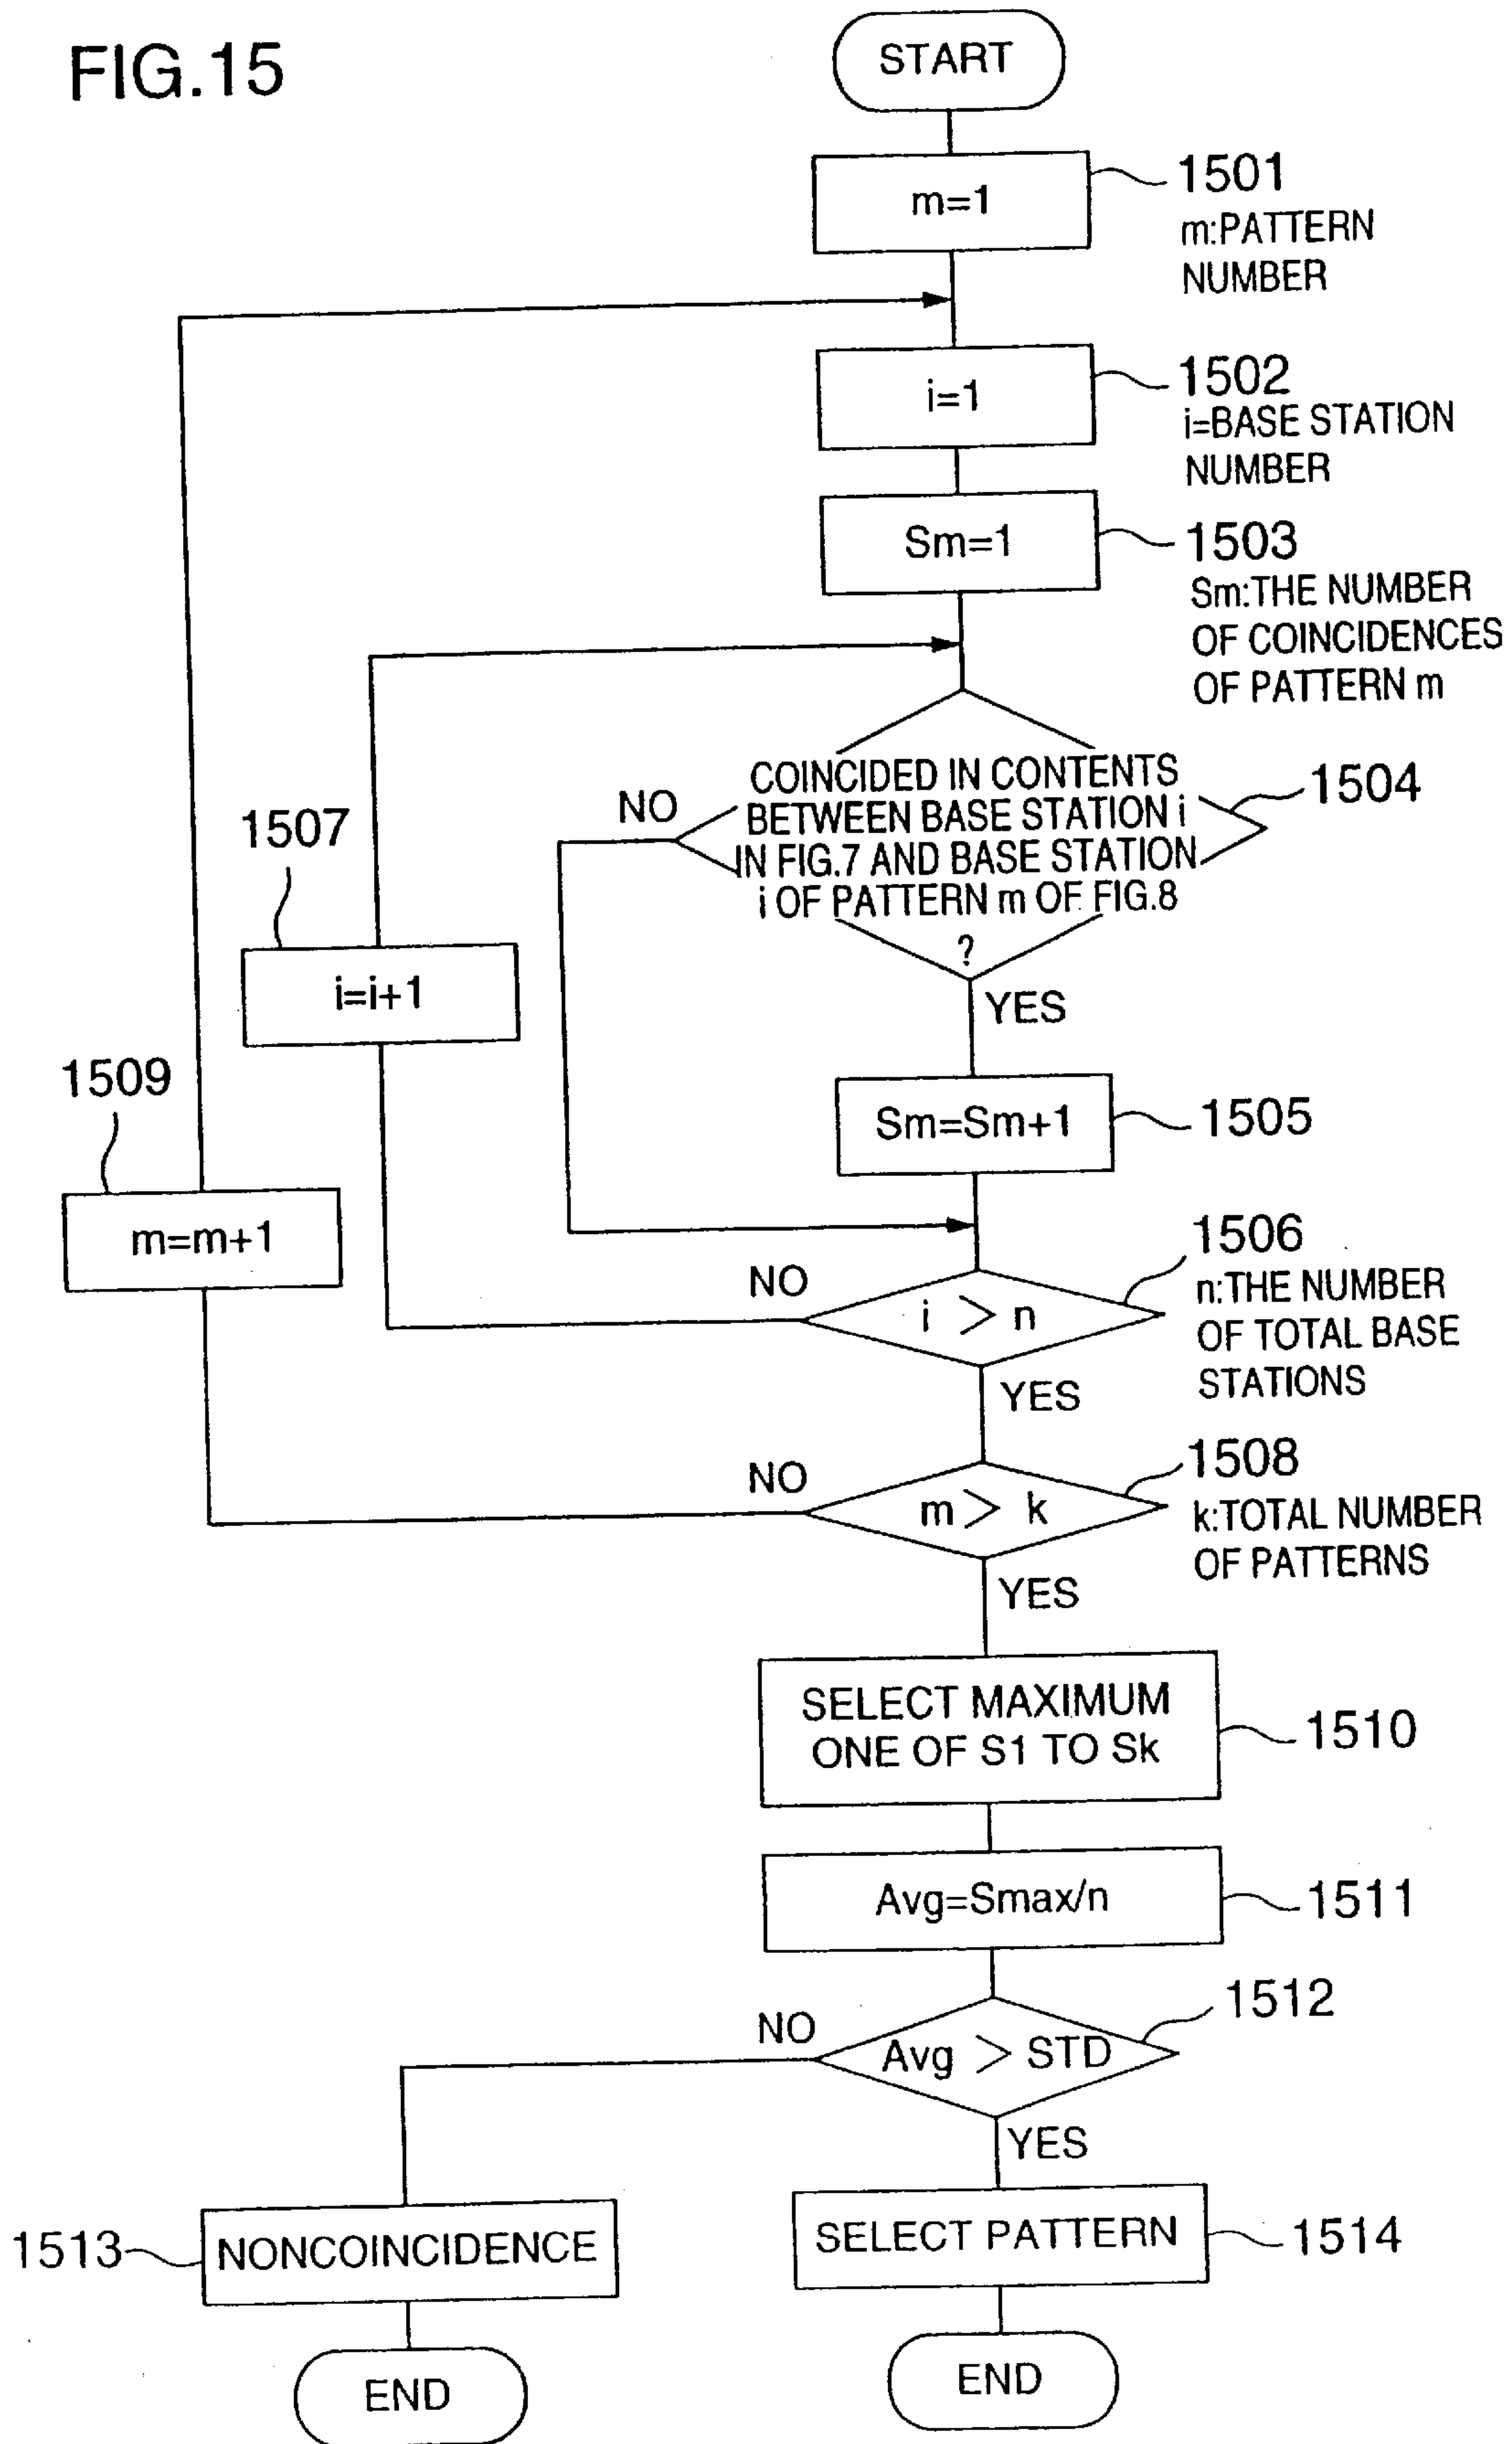 FIG.15
START
m=1
1501
m:PATTERN
NUMBER
i=1
1502
i=BASE STATION
NUMBER
Sm=1
1503
Sm:THE NUMBER
OF COINCIDENCES
OF PATTERN m
COINCIDED IN CONTENTS
BETWEEN BASE STATION i
IN FIG.7 AND BASE STATION
i OF PATTERN m OF FIG.8
?
1504
NO
YES
1507
i=i+1
Sm=Sm+1
1505
1509
m=m+1
i > n
1506
n:THE NUMBER
OF TOTAL BASE
STATIONS
NO
YES
m > k
1508
k:TOTAL NUMBER
OF PATTERNS
NO
YES
SELECT MAXIMUM
ONE OF S1 TO Sk
1510
Avg=Smax/n
1511
Avg > STD
1512
NO
YES
1513
NONCOINCIDENCE
SELECT PATTERN
1514
END
END